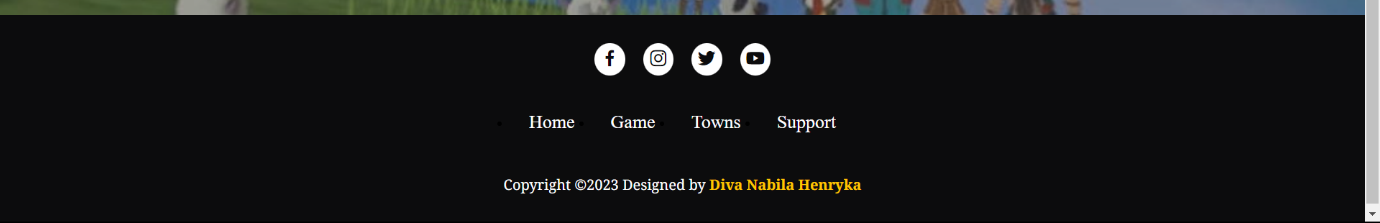 Home Game Towns Support
Copyright ©2023 Designed by Diva Nabila Henryka